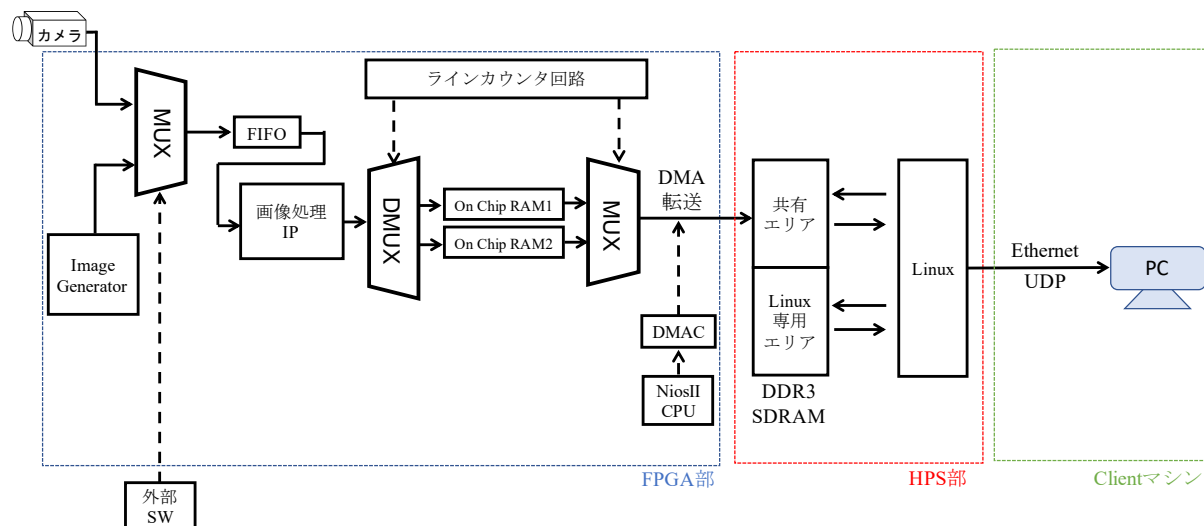 カメラ
MUX
Image
Generator
外部
SW
FIFO
画像処理
IP
ラインカウンタ回路
DMUX
On Chip RAM1
On Chip RAM2
MUX
DMA
転送
DMAC
NiosII
CPU
FPGA部
共有
エリア
Linux
専用
エリア
DDR3
SDRAM
Linux
HPS部
Ethernet
UDP
PC
Clientマシン